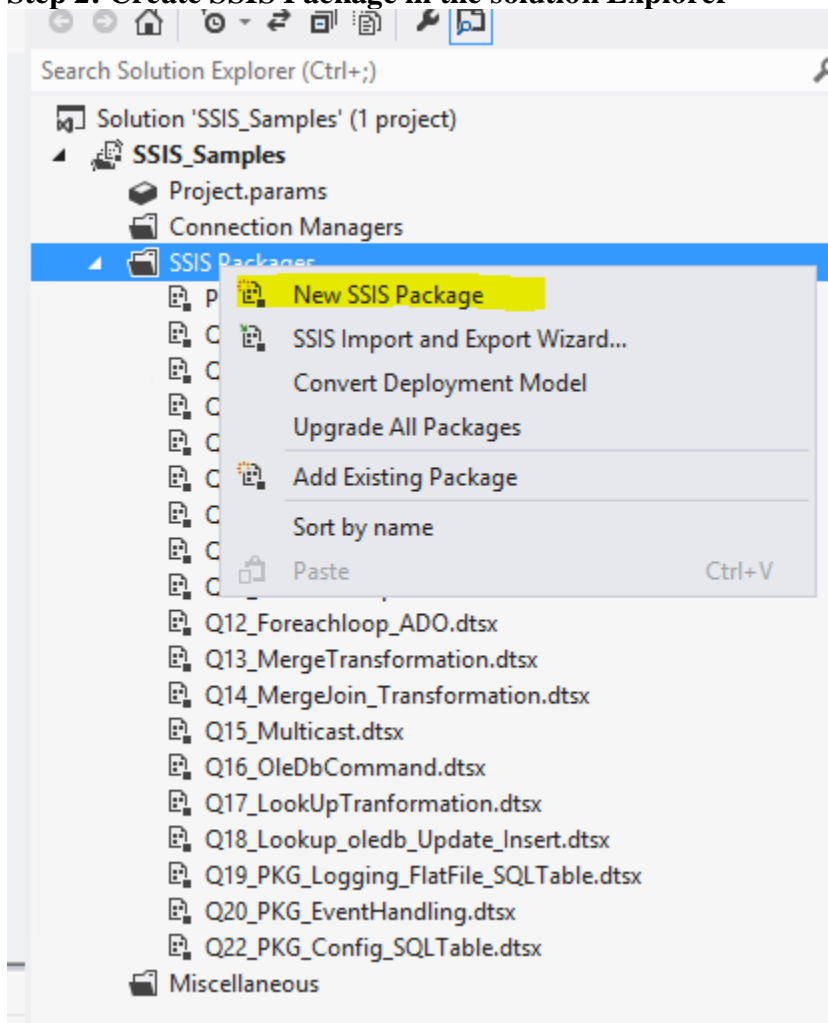 Step 2: Create SSIS Package in the solution Explorer
Search Solution Explorer (Ctrl+;)
Solution 'SSIS_Samples' (1 project)
SSIS_Samples
Project.params
Connection Managers
SSIS Packages
P
New SSIS Package
Q
SSIS Import and Export Wizard...
Q
Convert Deployment Model
Q
Upgrade All Packages
Q
Q
Add Existing Package
Q
Sort by name
Q
Paste Ctrl+V
Q12_Foreachloop_ADO.dtsx
Q13_MergeTransformation.dtsx
Q14_MergeJoin_Transformation.dtsx
Q15_Multicast.dtsx
Q16_OleDbCommand.dtsx
Q17_LookUpTranformation.dtsx
Q18_Lookup_oledb_Update_Insert.dtsx
Q19_PKG_Logging_FlatFile_SQLTable.dtsx
Q20_PKG_EventHandling.dtsx
Q22_PKG_Config_SQLTable.dtsx
Miscellaneous